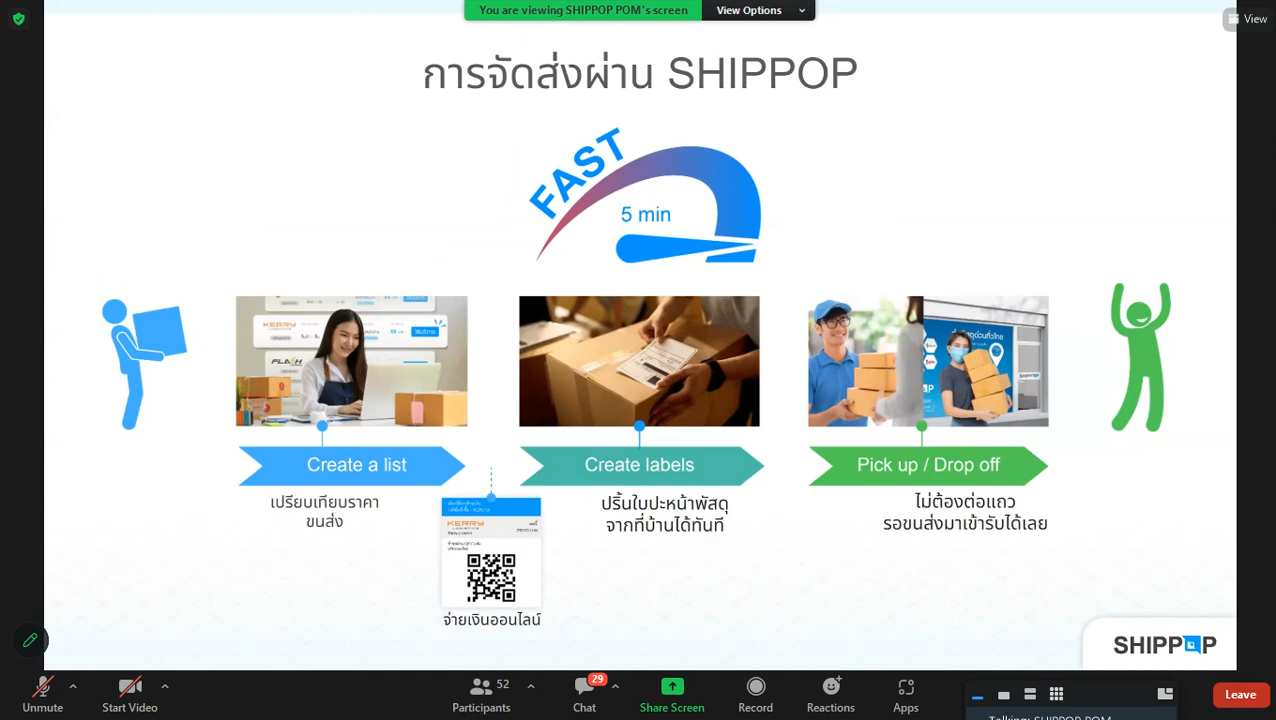 You are viewing SHIPPOP POM's screen
View Options
View
การจัดส่งผ่าน SHIPPOP
FAST
5 min
KERRY
FLASH
Create a list
Create labels
Pick up / Drop off
เปรียบเทียบราคา
ขนส่ง
ปริ้นใบปะหน้าพัสดุ
จากที่บ้านได้ทันที
ไม่ต้องต่อแถว
รอขนส่งมาเข้ารับได้เลย
KERRY
จ่ายเงินออนไลน์
SHIPPOP
Unmute
Start Video
52
Participants
29
Chat
Share Screen
Record
Reactions
Apps
Talking: SHIPPOP POM
Leave